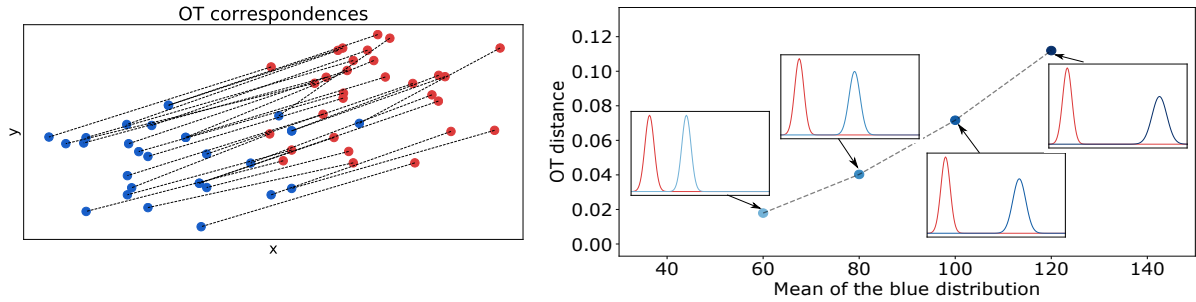 OT correspondences
y
x
OT distance
0.12
0.10
0.08
0.06
0.04
0.02
0.00
40 60 80 100 120 140
Mean of the blue distribution